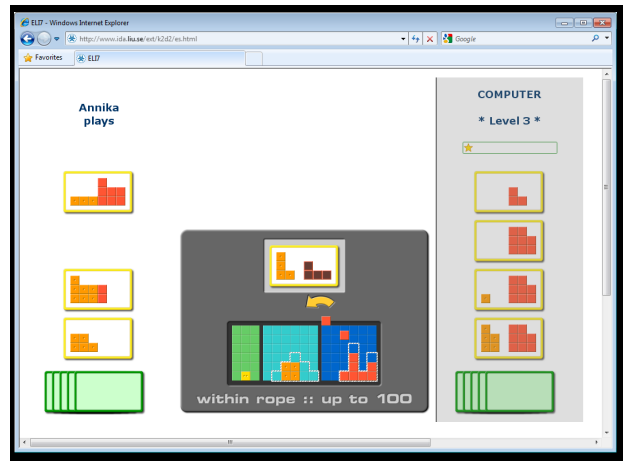 ELI7 - Windows Internet Explorer
http://www.ida.liu.se/ext/k2d2/es.html
Google
Favorites
ELI7
Annika
plays
COMPUTER
* Level 3 *
within rope :: up to 100